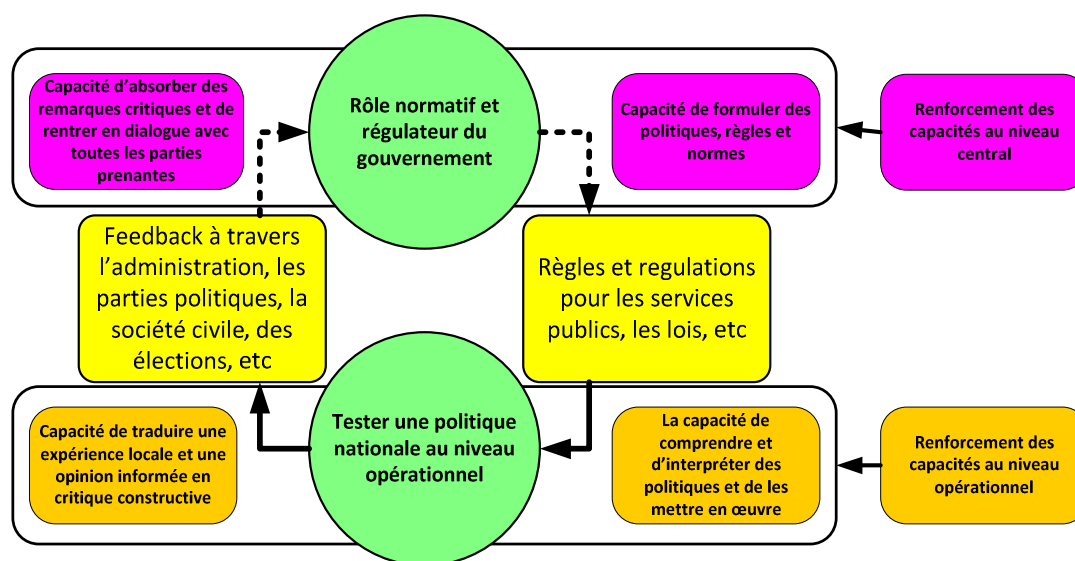 Capacité d'absorber des
remarques critiques et de
rentrer en dialogue avec
toutes les parties
prenantes
Rôle normatif et
régulateur du
gouvernement
Capacité de formuler des
politiques, règles et
normes
Renforcement des
capacités au niveau
central
Feedback à travers
l'administration, les
parties politiques, la
société civile, des
élections, etc
Règles et regulations
pour les services
publics, les lois, etc
Capacité de traduire une
expérience locale et une
opinion informée en
critique constructive
Tester une politique
nationale au niveau
opérationnel
La capacité de
comprendre et
d'interpréter des
politiques et de les
mettre en œuvre
Renforcement des
capacités au niveau
opérationnel